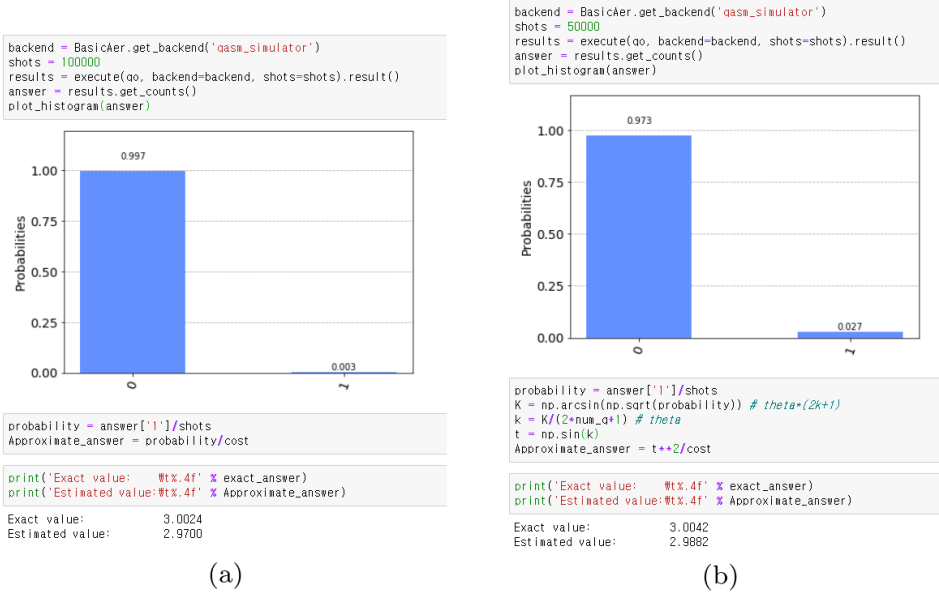 backend = BasicAer.get_backend('qasm_simulator')
shots = 100000
results = execute(qo, backend=backend, shots=shots).result()
answer = results.get_counts()
plot_histogram(answer)
0.997
0.003
1.00
0.75
0.50
0.25
0.00
Probabilities
0
1
probability = answer['1']/shots
Approximate_answer = probability/cost
print('Exact value:    ₩t%.4f' % exact_answer)
print('Estimated value:₩t%.4f' % Approximate_answer)
Exact value:    3.0024
Estimated value:    2.9700
(a)
backend = BasicAer.get_backend('qasm_simulator')
shots = 50000
results = execute(qo, backend=backend, shots=shots).result()
answer = results.get_counts()
plot_histogram(answer)
0.973
0.027
1.00
0.75
0.50
0.25
0.00
Probabilities
0
1
probability = answer['1']/shots
K = np.arcsin(np.sqrt(probability)) # theta*(2k+1)
k = K/(2*num_q+1) # theta
t = np.sin(k)
Approximate_answer = t**2/cost
print('Exact value:    ₩t%.4f' % exact_answer)
print('Estimated value:₩t%.4f' % Approximate_answer)
Exact value:    3.0042
Estimated value:    2.9882
(b)